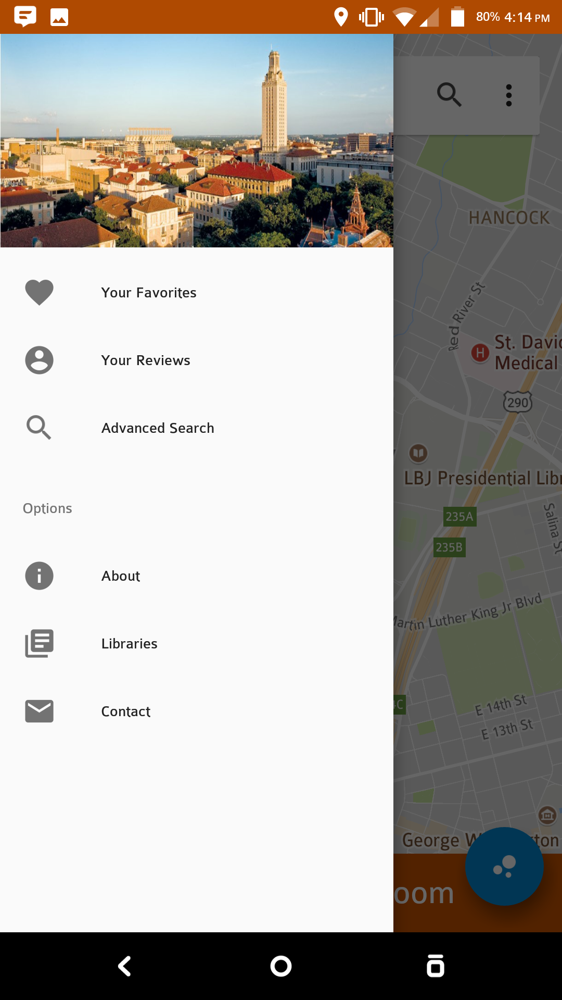 80% 4:14 PM
HANCOCK
Your Favorites
Red River St
St. Davi
Medical
Your Reviews
290
Advanced Search
LBJ Presidential Libr
Options
235A
Salina St
235B
About
Martin Luther King Jr Blvd
Libraries
4C
E 14th St
Contact
E 13th St
George W ton
oom